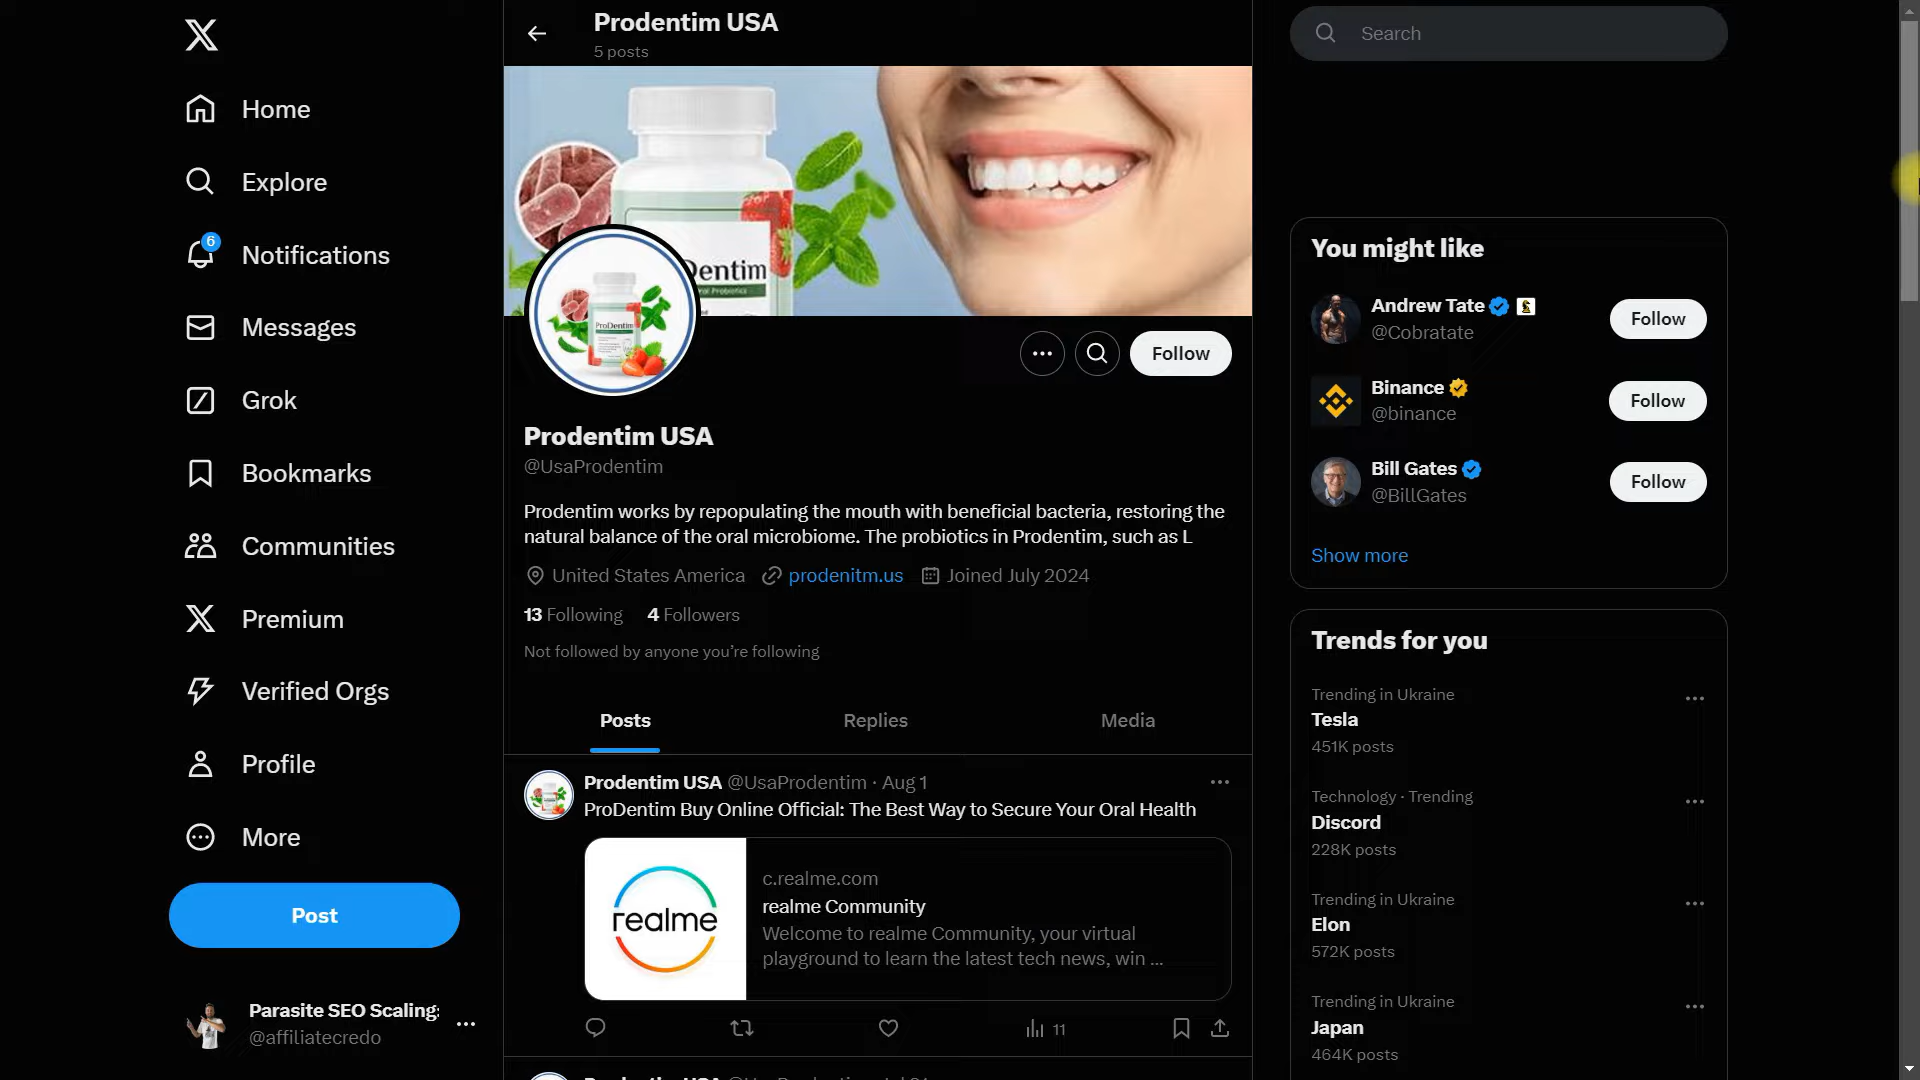 Home
Explore
6
Notifications
Messages
Grok
Bookmarks
Communities
Premium
Verified Orgs
Profile
More
Post
Parasite SEO Scaling
@affiliatecredo
Prodentim USA
5 posts
Dentim
ProDentim
Follow
Prodentim USA
@UsaProdentim
Prodentim works by repopulating the mouth with beneficial bacteria, restoring the
natural balance of the oral microbiome. The probiotics in Prodentim, such as L
United States America prodenitm.us Joined July 2024
13 Following 4 Followers
Not followed by anyone you’re following
Posts Replies Media
Prodentim USA @UsaProdentim · Aug 1
ProDentim Buy Online Official: The Best Way to Secure Your Oral Health
realme
c.realme.com
realme Community
Welcome to realme Community, your virtual
playground to learn the latest tech news, win ...
11
Search
You might like
Andrew Tate
@Cobratate
Follow
Binance
@binance
Follow
Bill Gates
@BillGates
Follow
Show more
Trends for you
Trending in Ukraine
Tesla
451K posts
Technology · Trending
Discord
228K posts
Trending in Ukraine
Elon
572K posts
Trending in Ukraine
Japan
464K posts